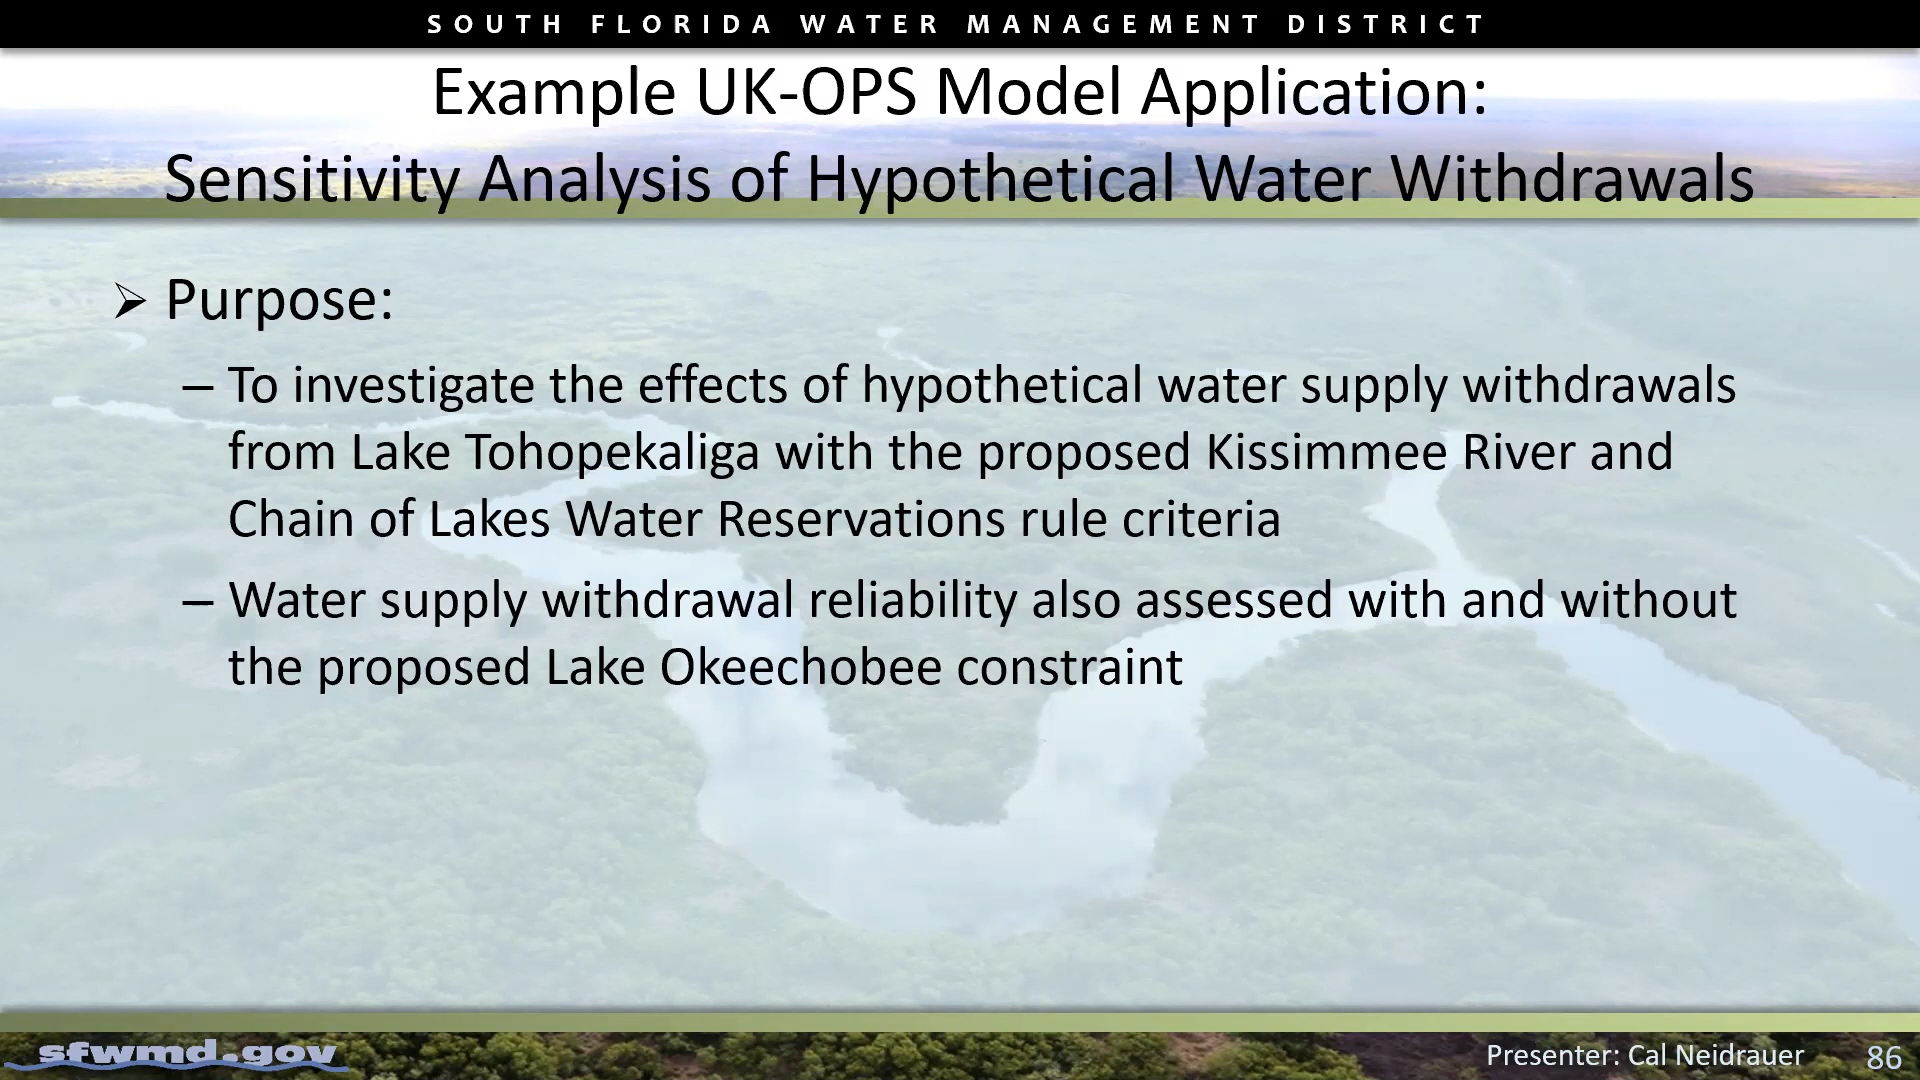 SOUTH FLORIDA WATER MANAGEMENT DISTRICT
Example UK-OPS Model Application:
Sensitivity Analysis of Hypothetical Water Withdrawals
➢ Purpose:
– To investigate the effects of hypothetical water supply withdrawals
from Lake Tohopekaliga with the proposed Kissimmee River and
Chain of Lakes Water Reservations rule criteria
– Water supply withdrawal reliability also assessed with and without
the proposed Lake Okeechobee constraint
sfwmd.gov
Presenter: Cal Neidrauer
86